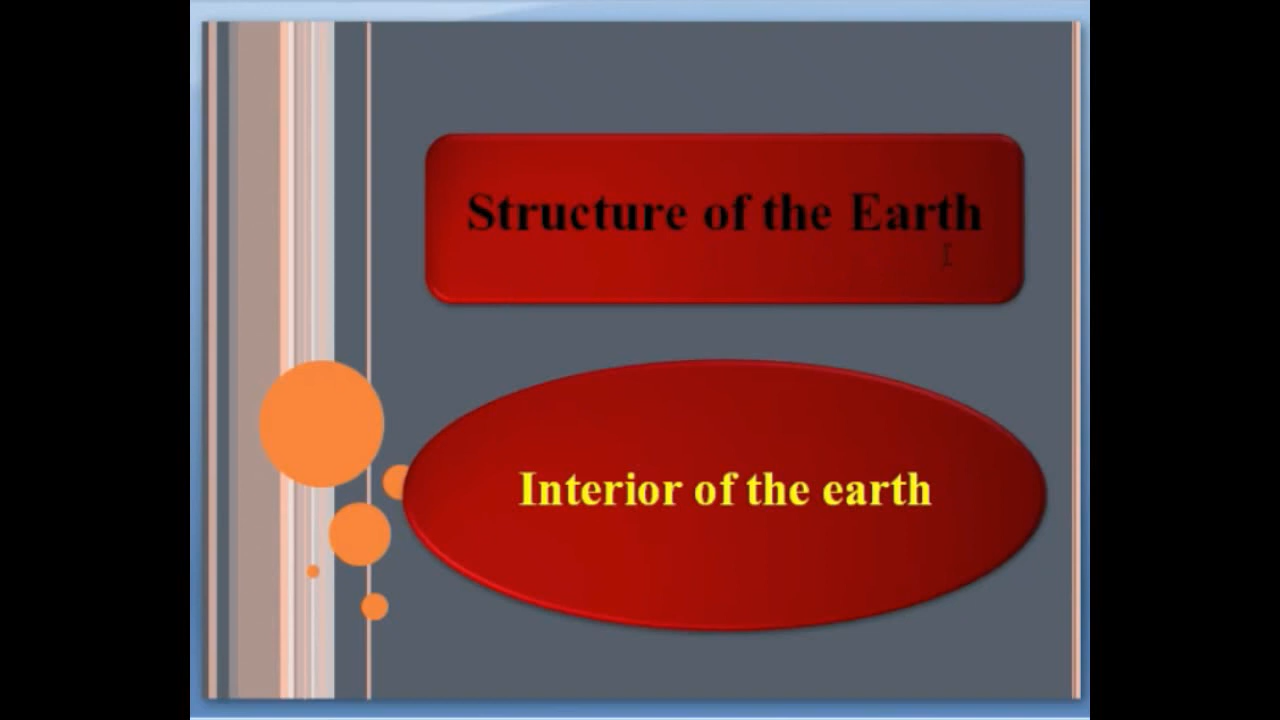 Structure of the Earth
Interior of the earth